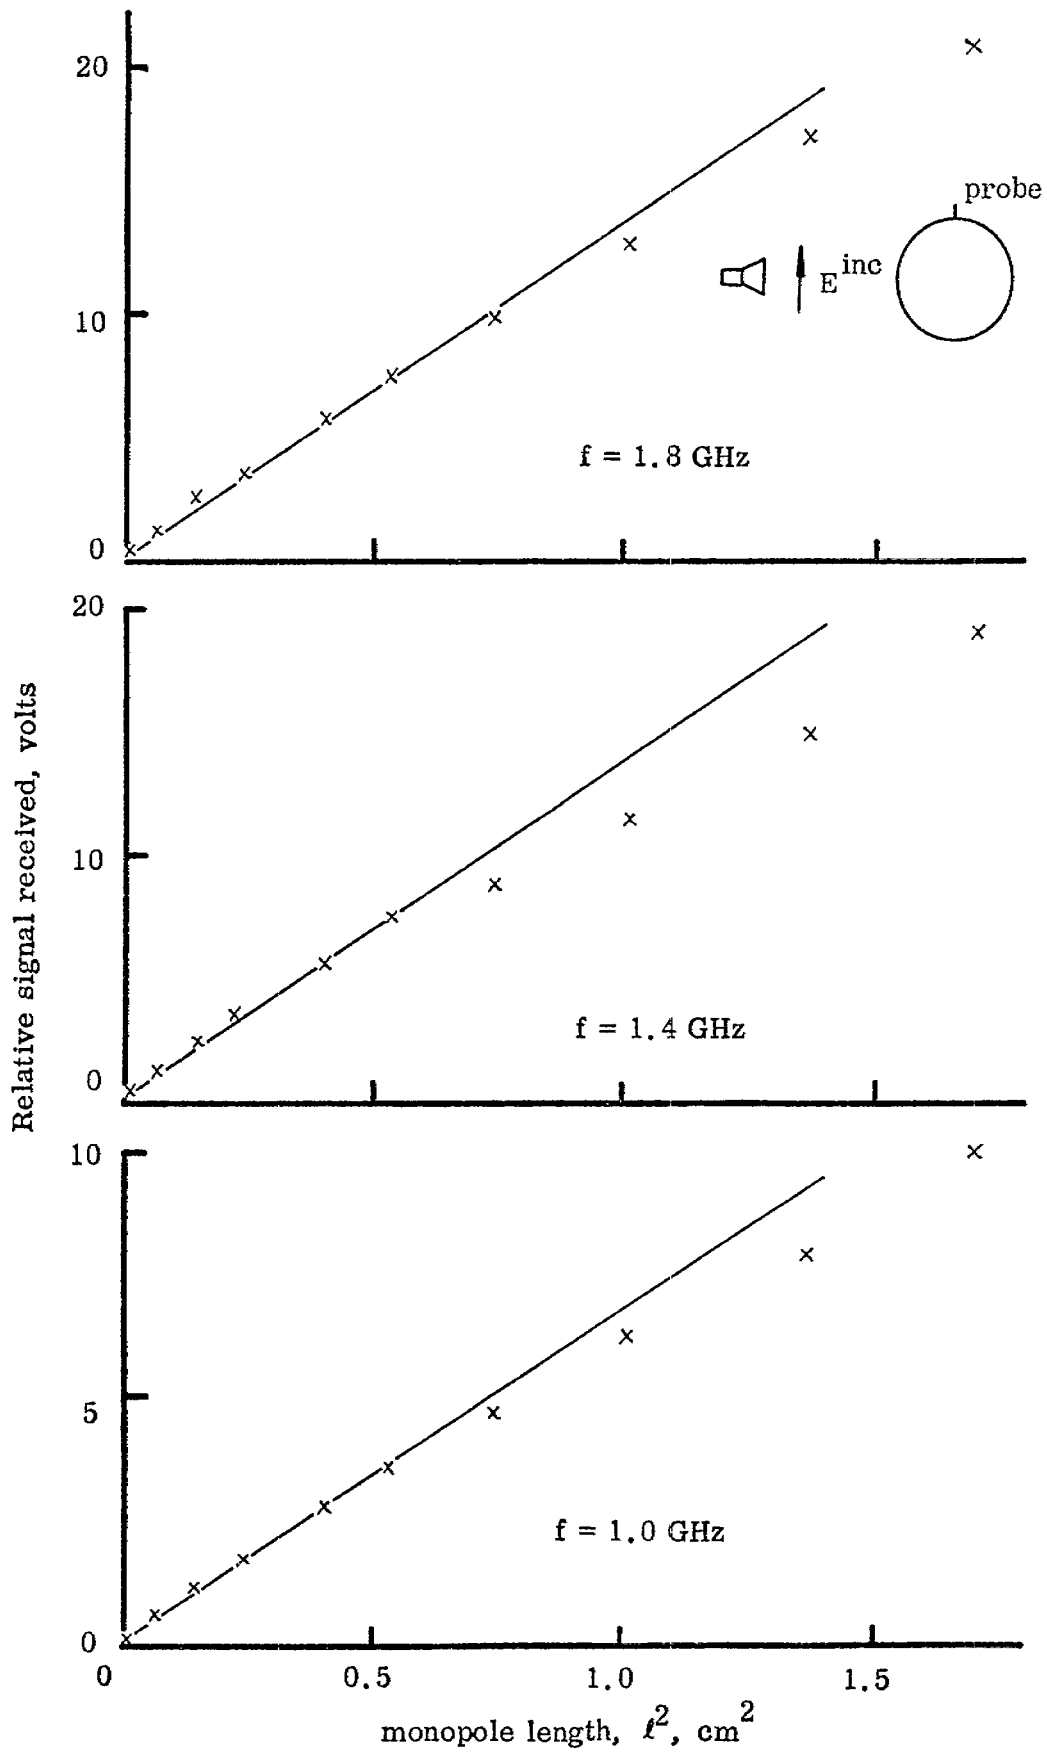 20
10
0
probe
E inc
f = 1.8 GHz
Relative signal received, volts
20
10
0
f = 1.4 GHz
10
5
0
f = 1.0 GHz
0 0.5 1.0 1.5
monopole length, ℓ², cm²